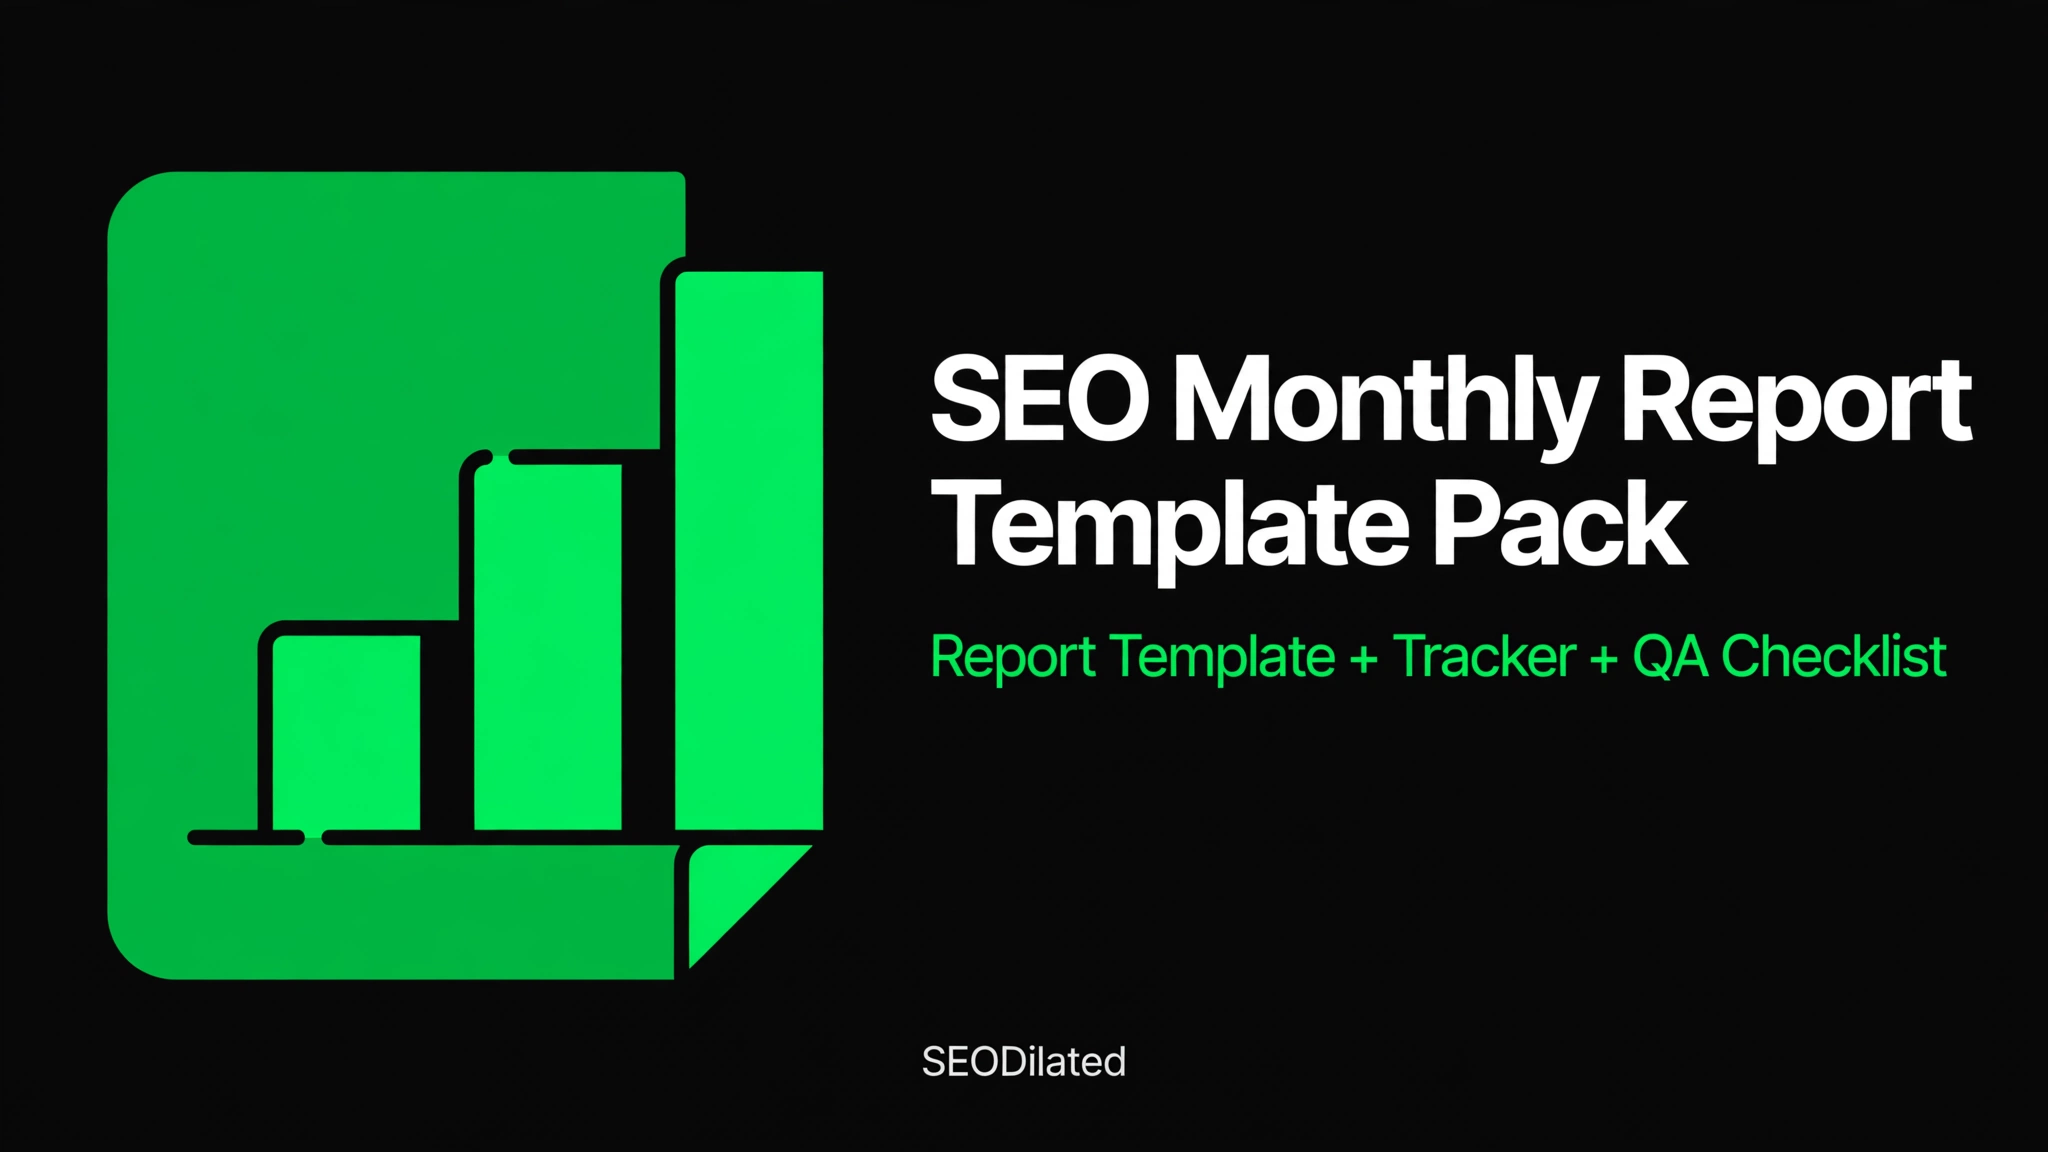 SEO Monthly Report
Template Pack
Report Template + Tracker + QA Checklist
SEODilated